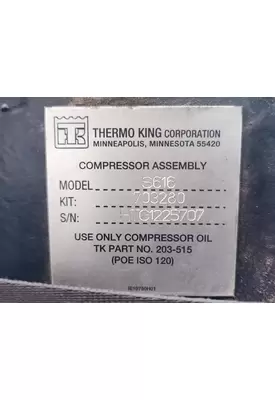 THERMO KING CORPORATION
MINNEAPOLIS, MINNESOTA 55420
COMPRESSOR ASSEMBLY
MODEL S616
KIT:
S/N:
USE ONLY COMPRESSOR OIL
TK PART NO. 203-515
(POE ISO 120)